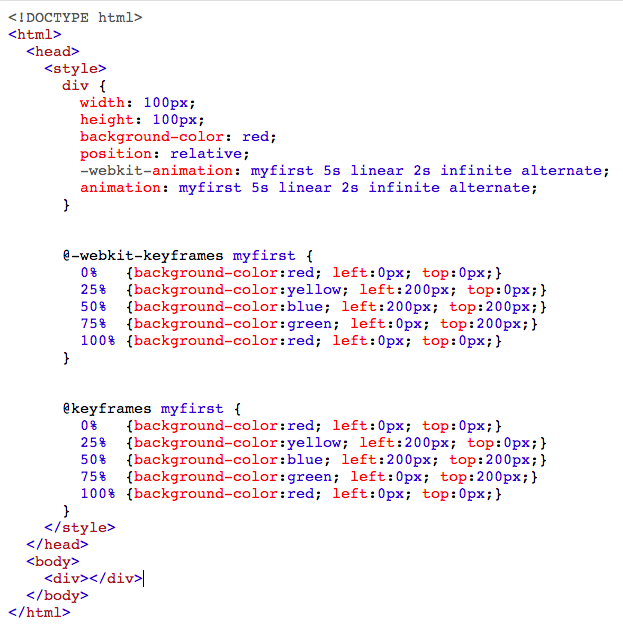 <!DOCTYPE html>
<html>
  <head>
    <style>
      div {
        width: 100px;
        height: 100px;
        background-color: red;
        position: relative;
        -webkit-animation: myfirst 5s linear 2s infinite alternate;
        animation: myfirst 5s linear 2s infinite alternate;
      }

      @-webkit-keyframes myfirst {
        0%   {background-color:red; left:0px; top:0px;}
        25%  {background-color:yellow; left:200px; top:0px;}
        50%  {background-color:blue; left:200px; top:200px;}
        75%  {background-color:green; left:0px; top:200px;}
        100% {background-color:red; left:0px; top:0px;}
      }

      @keyframes myfirst {
        0%   {background-color:red; left:0px; top:0px;}
        25%  {background-color:yellow; left:200px; top:0px;}
        50%  {background-color:blue; left:200px; top:200px;}
        75%  {background-color:green; left:0px; top:200px;}
        100% {background-color:red; left:0px; top:0px;}
      }
    </style>
  </head>
  <body>
    <div></div>
  </body>
</html>